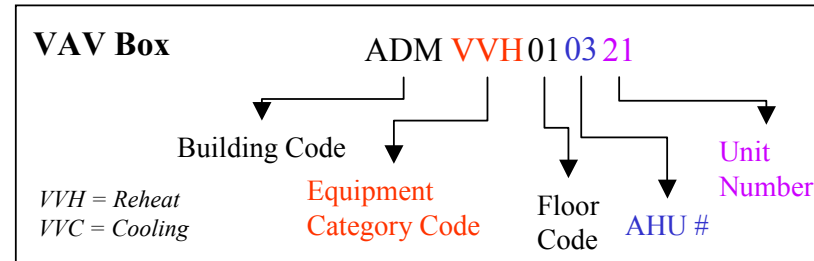 VAV Box
ADM VVH 01 03 21
Building Code
Equipment
Category Code
Floor
Code
AHU #
Unit
Number
VVH = Reheat
VVC = Cooling